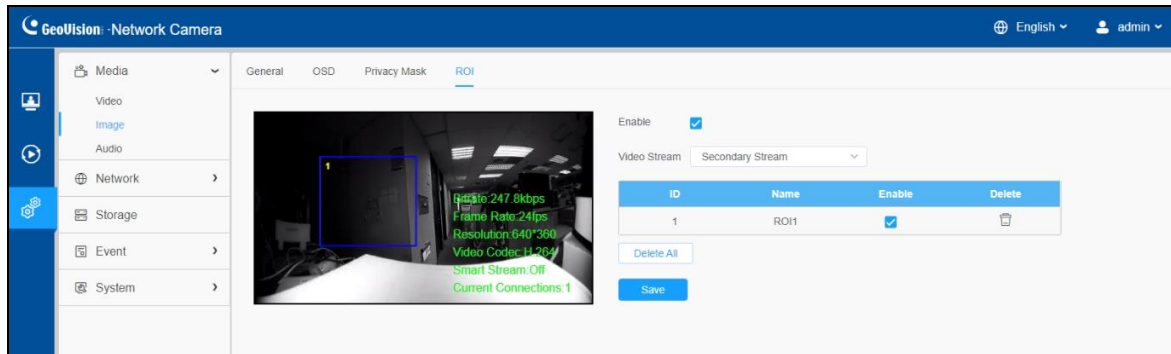 GeoVision: -Network Camera
English
admin
Media
Video
Image
Audio
Network
Storage
Event
System
General OSD Privacy Mask ROI
1
Bitrate:247.8kbps
Frame Rate:24fps
Resolution:640*360
Video Codec:H.264
Smart Stream:Off
Current Connections:1
Enable
Video Stream Secondary Stream
ID Name Enable Delete
1 ROI1
Delete All
Save